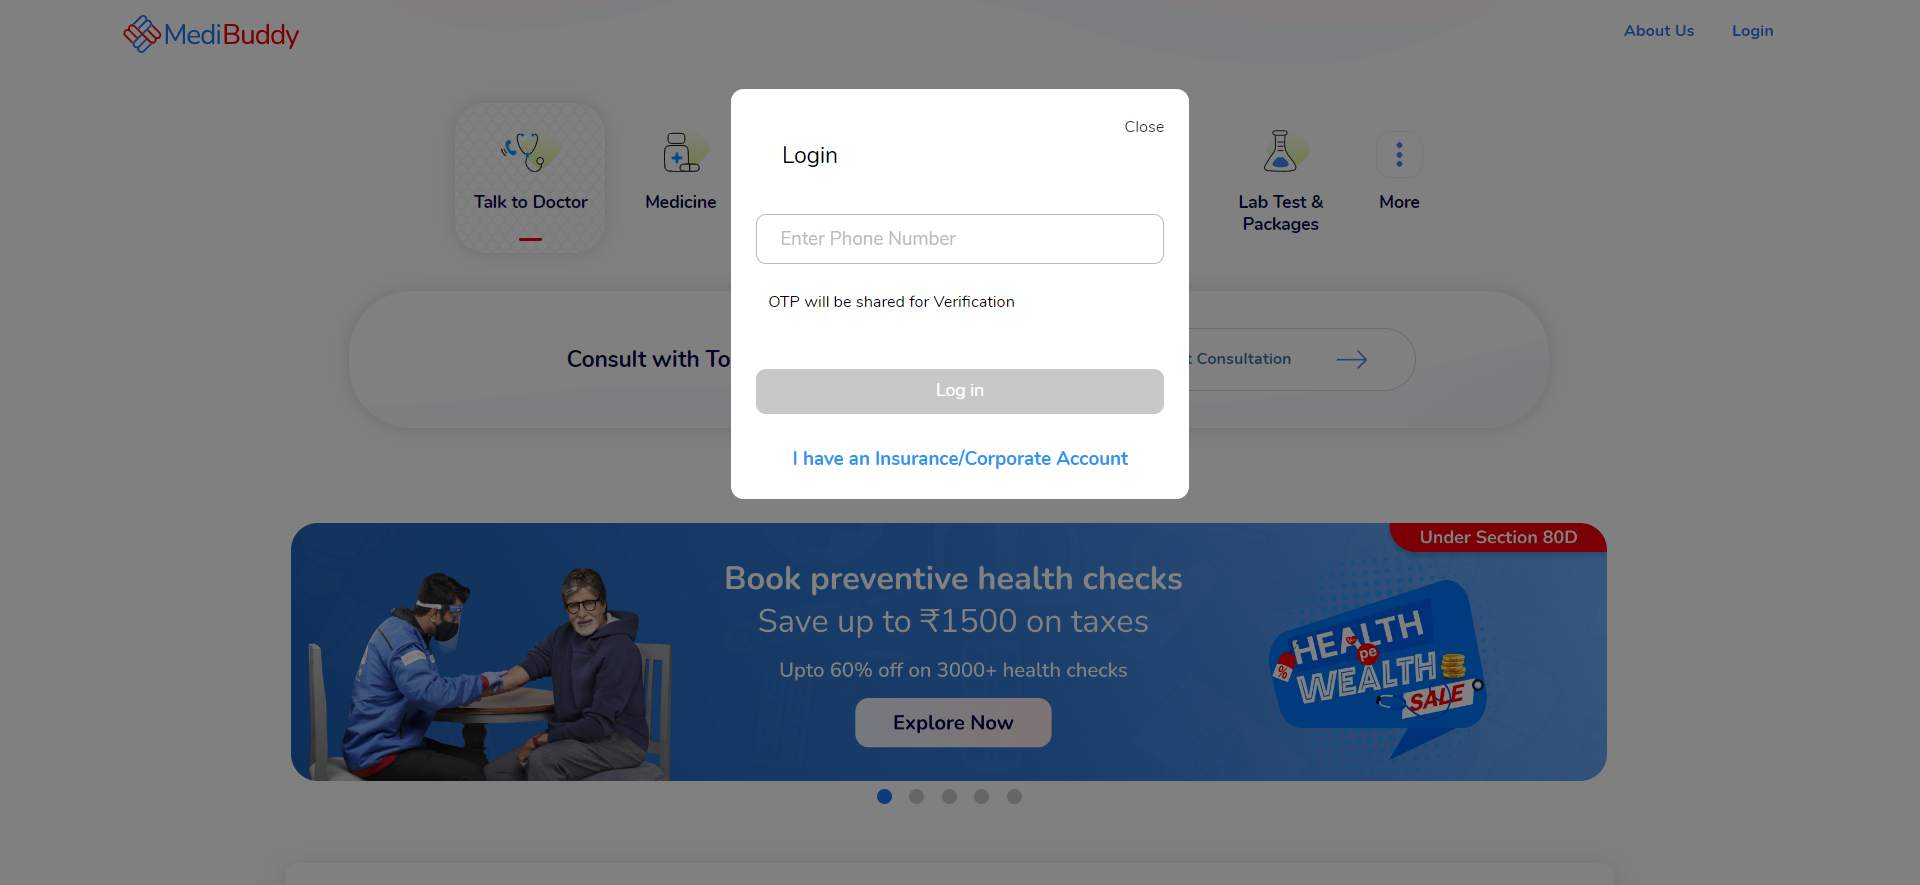 MediBuddy
About Us
Login
Talk to Doctor
Medicine
Lab Test &
Packages
More
Close
Login
Enter Phone Number
OTP will be shared for Verification
Log in
I have an Insurance/Corporate Account
Consult with To
t Consultation
Under Section 80D
Book preventive health checks
Save up to ₹1500 on taxes
Upto 60% off on 3000+ health checks
Explore Now
HEALTH
pe
%
WEALTH
SALE